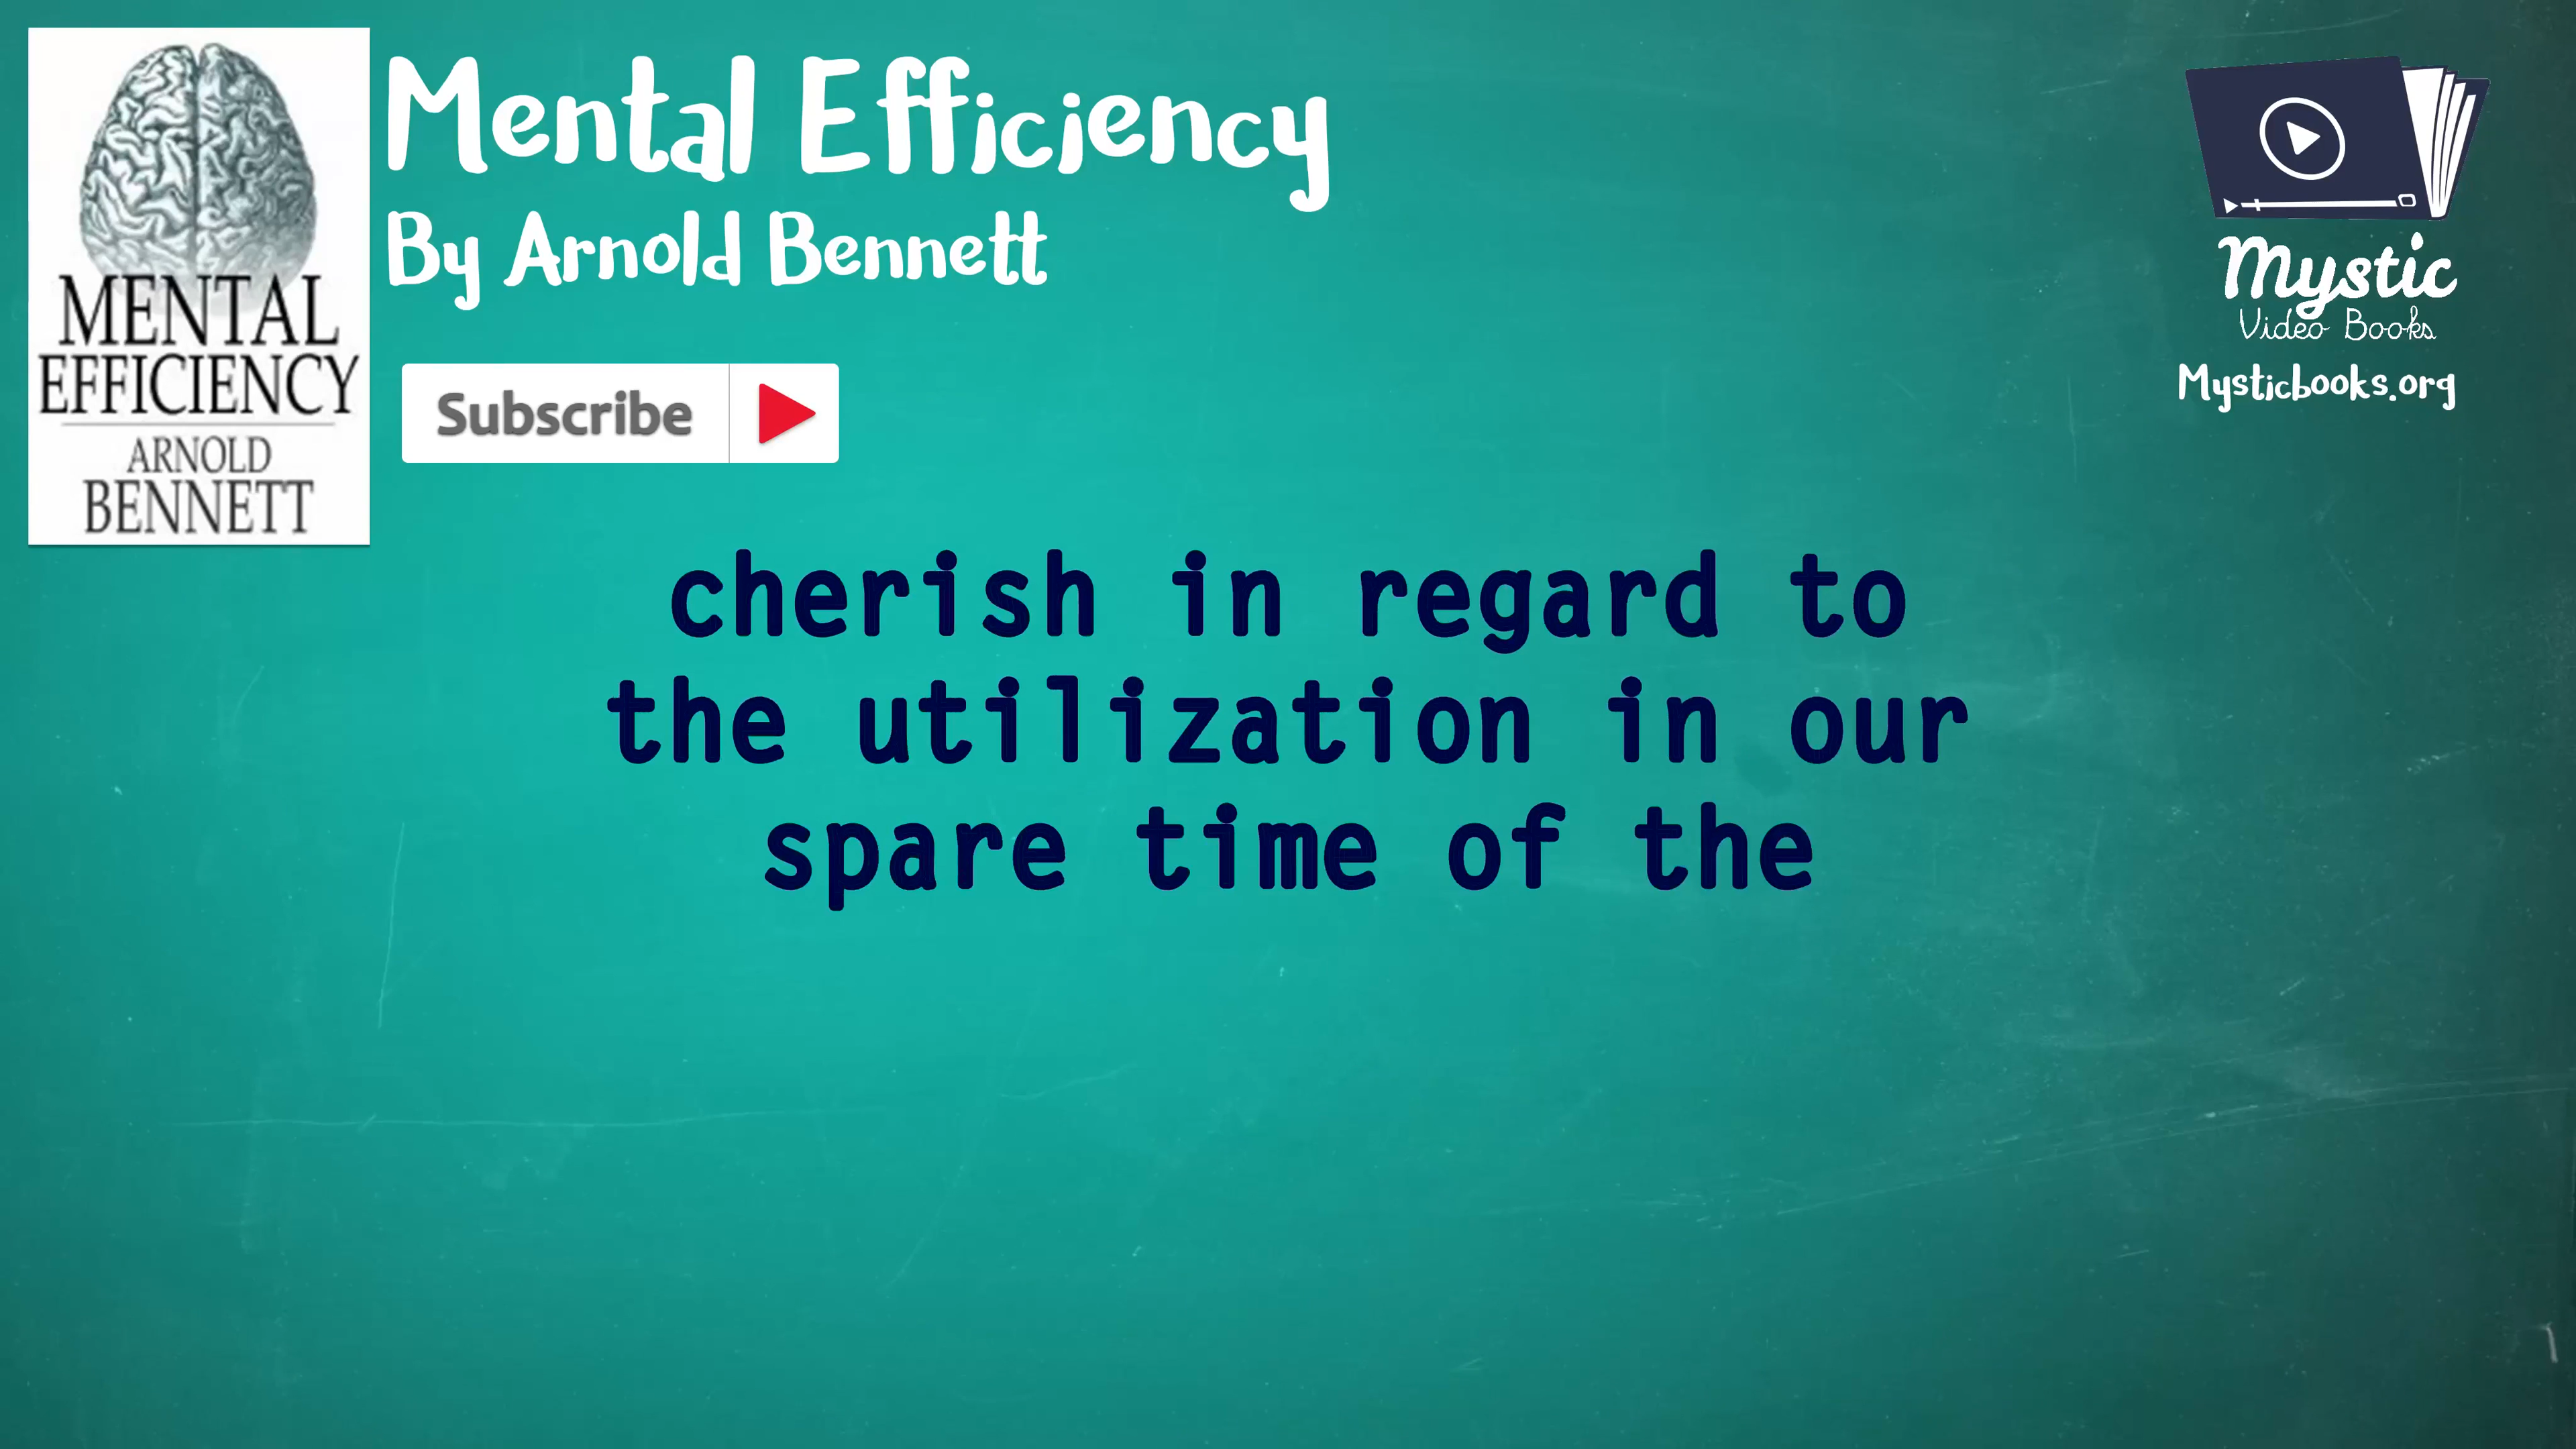 MENTAL
EFFICIENCY
ARNOLD
BENNETT
Mental Efficiency
By Arnold Bennett
Subscribe
Mystic
Video Books
Mysticbooks.org
cherish in regard to
the utilization in our
spare time of the